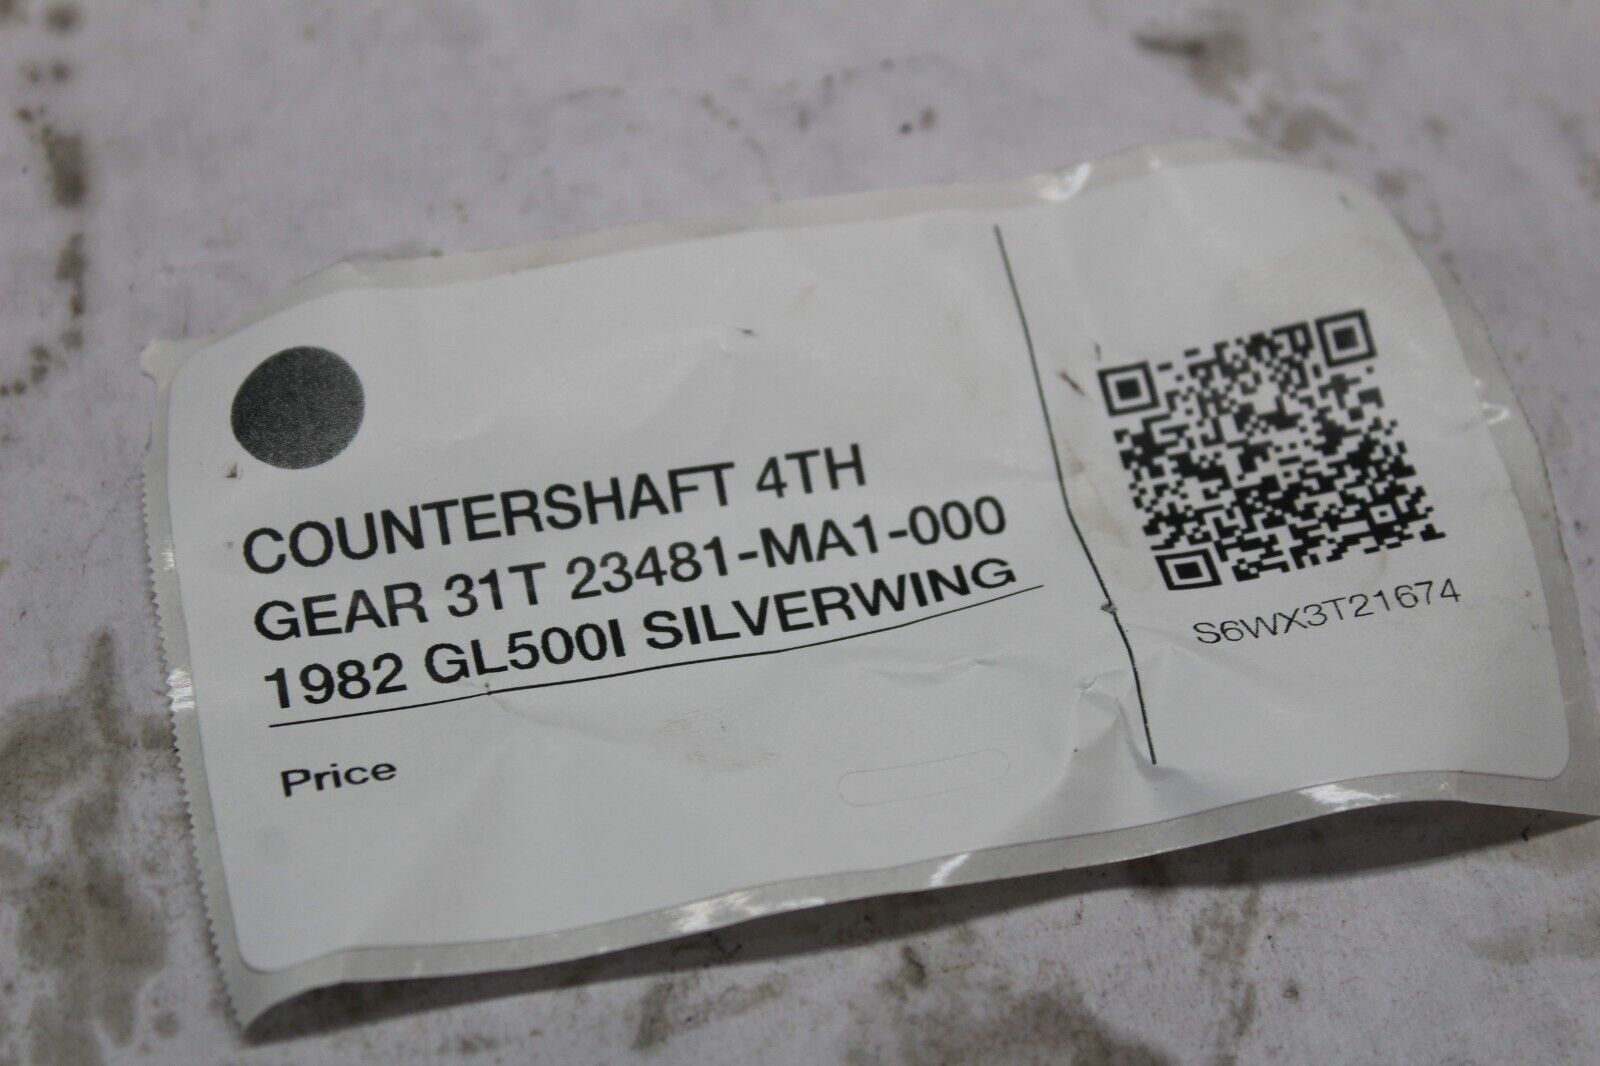 COUNTERSHAFT 4TH
GEAR 31T 23481-MA1-000
1982 GL500I SILVERWING
Price
S6WX3T21674